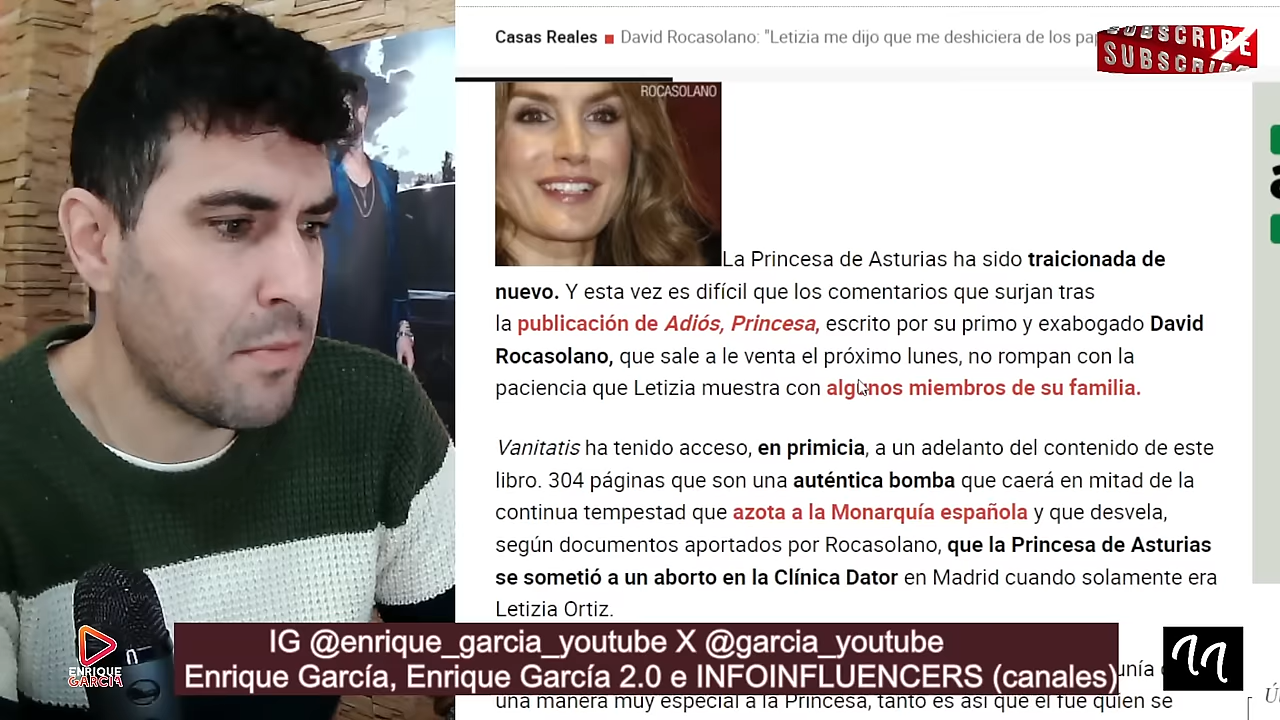 Casas Reales ■ David Rocasolano: "Letizia me dijo que me deshiciera de los pa
SUBSCRIBE
SUBSCRIBE
ROCASOLANO
La Princesa de Asturias ha sido traicionada de
nuevo. Y esta vez es difícil que los comentarios que surjan tras
la publicación de Adiós, Princesa, escrito por su primo y exabogado David
Rocasolano, que sale a le venta el próximo lunes, no rompan con la
paciencia que Letizia muestra con algunos miembros de su familia.
Vanitatis ha tenido acceso, en primicia, a un adelanto del contenido de este
libro. 304 páginas que son una auténtica bomba que caerá en mitad de la
continua tempestad que azota a la Monarquía española y que desvela,
según documentos aportados por Rocasolano, que la Princesa de Asturias
se sometió a un aborto en la Clínica Dator en Madrid cuando solamente era
Letizia Ortiz.
una manera muy especial a la Princesa, tanto es así que él fue quien se
IG @enrique_garcia_youtube X @garcia_youtube
Enrique García, Enrique García 2.0 e INFOINFLUENCERS (canales)
ENRIQUE
GARCÍA